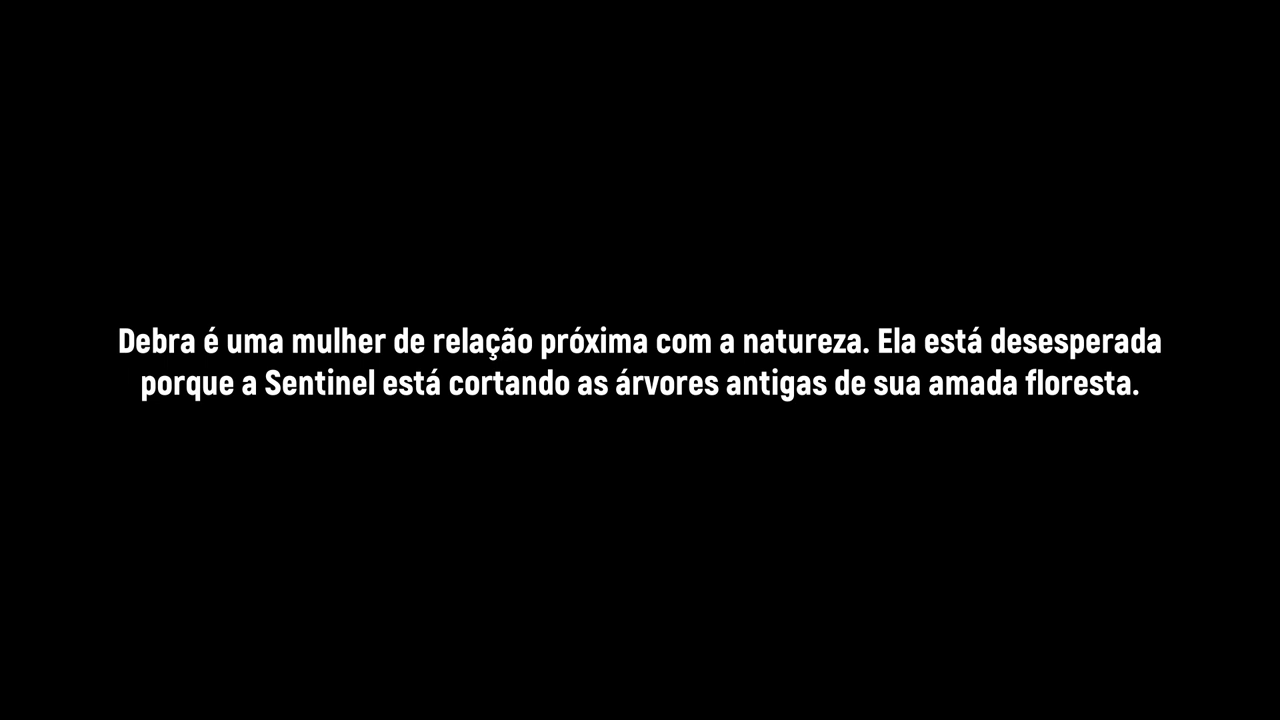 Debra é uma mulher de relação próxima com a natureza. Ela está desesperada
porque a Sentinel está cortando as árvores antigas de sua amada floresta.